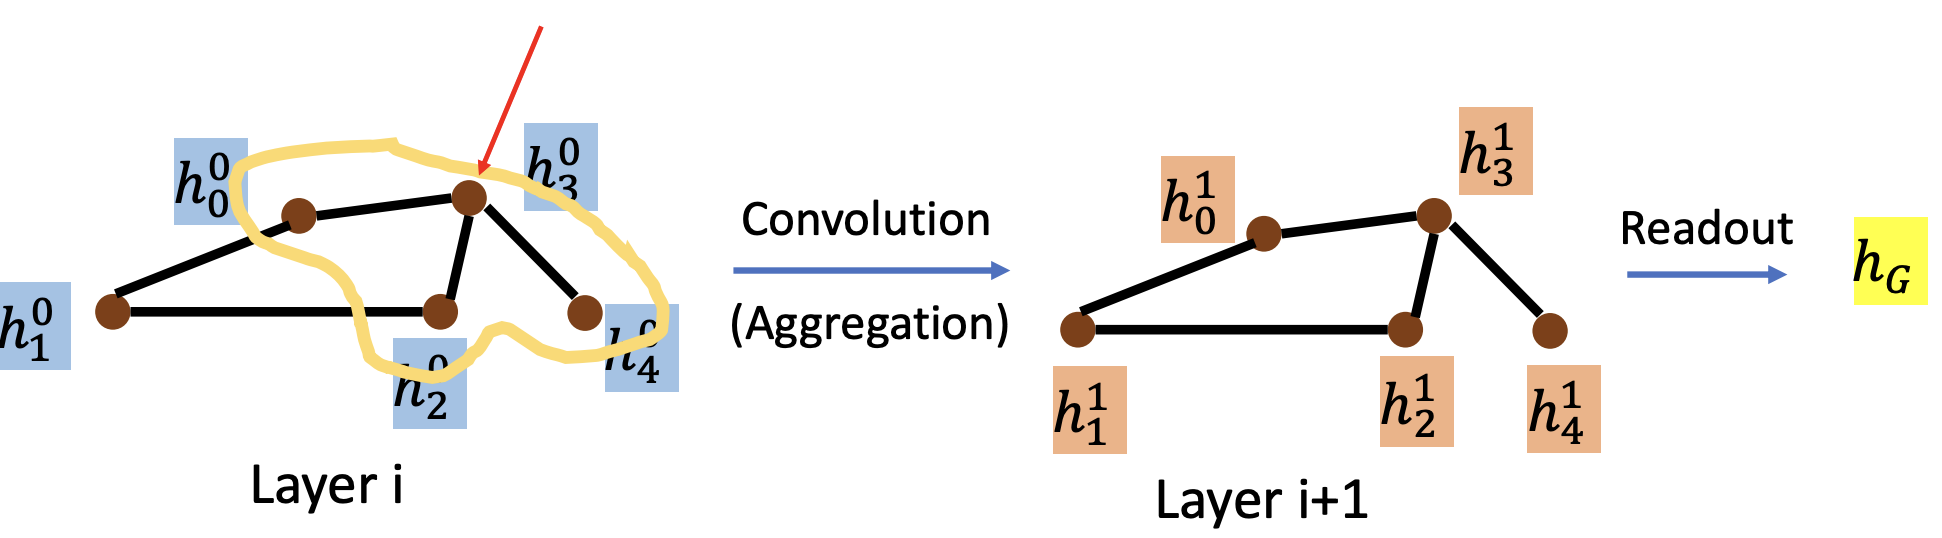 h_0^0
h_3^0
h_1^0
h_2^0
h_4^0
Layer i
Convolution
(Aggregation)
h_0^1
h_3^1
h_1^1
h_2^1
h_4^1
Layer i+1
Readout
h_G